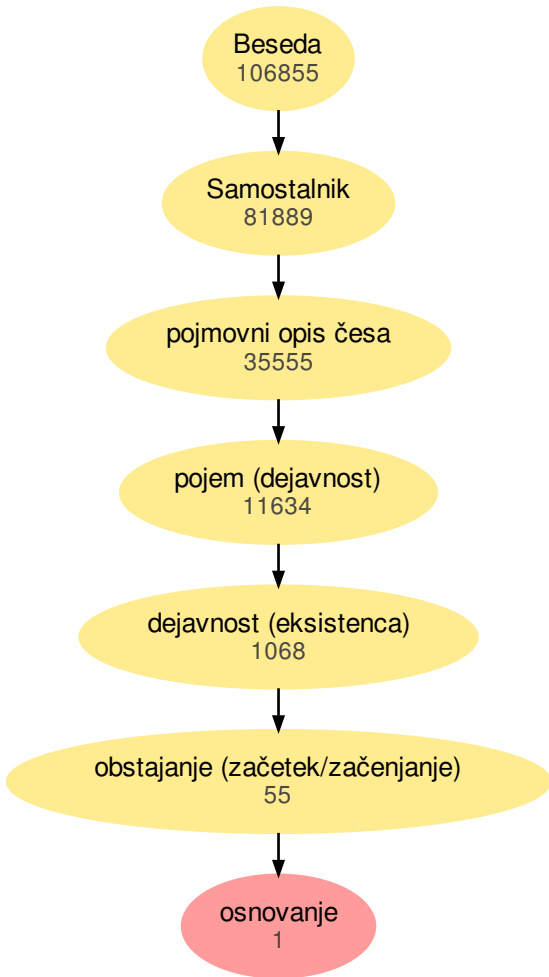 Beseda
106855
Samostalnik
81889
pojmovni opis česa
35555
pojem (dejavnost)
11634
dejavnost (eksistenca)
1068
obstajanje (začetek/začenjanje)
55
osnovanje
1